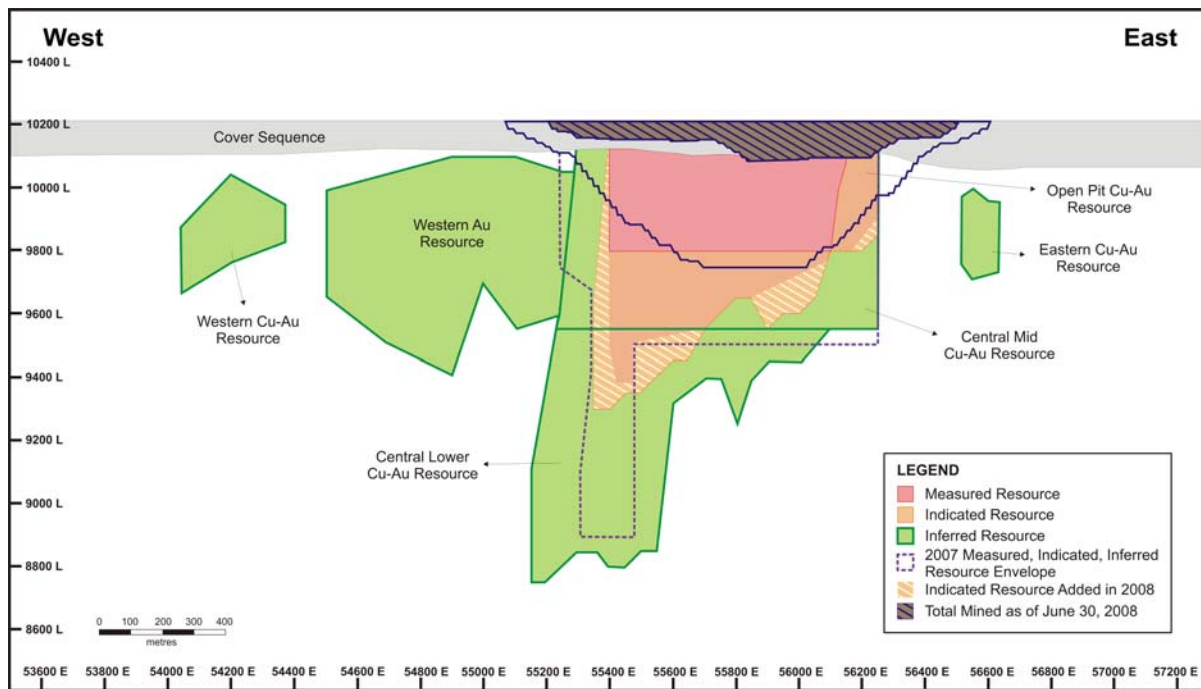 West
East
10400 L
10200 L
Cover Sequence
10000 L
Open Pit Cu-Au
Resource
Western Au
Resource
9800 L
Eastern Cu-Au
Resource
Western Cu-Au
Resource
9600 L
Central Mid
Cu-Au Resource
9400 L
9200 L
Central Lower
Cu-Au Resource
9000 L
8800 L
8600 L
LEGEND
Measured Resource
Indicated Resource
Inferred Resource
2007 Measured, Indicated, Inferred
Resource Envelope
Indicated Resource Added in 2008
Total Mined as of June 30, 2008
0 100 200 300 400
metres
53600 E 53800 E 54000 E 54200 E 54400 E 54600 E 54800 E 55000 E 55200 E 55400 E 55600 E 55800 E 56000 E 56200 E 56400 E 56600 E 56800 E 57000 E 57200 E